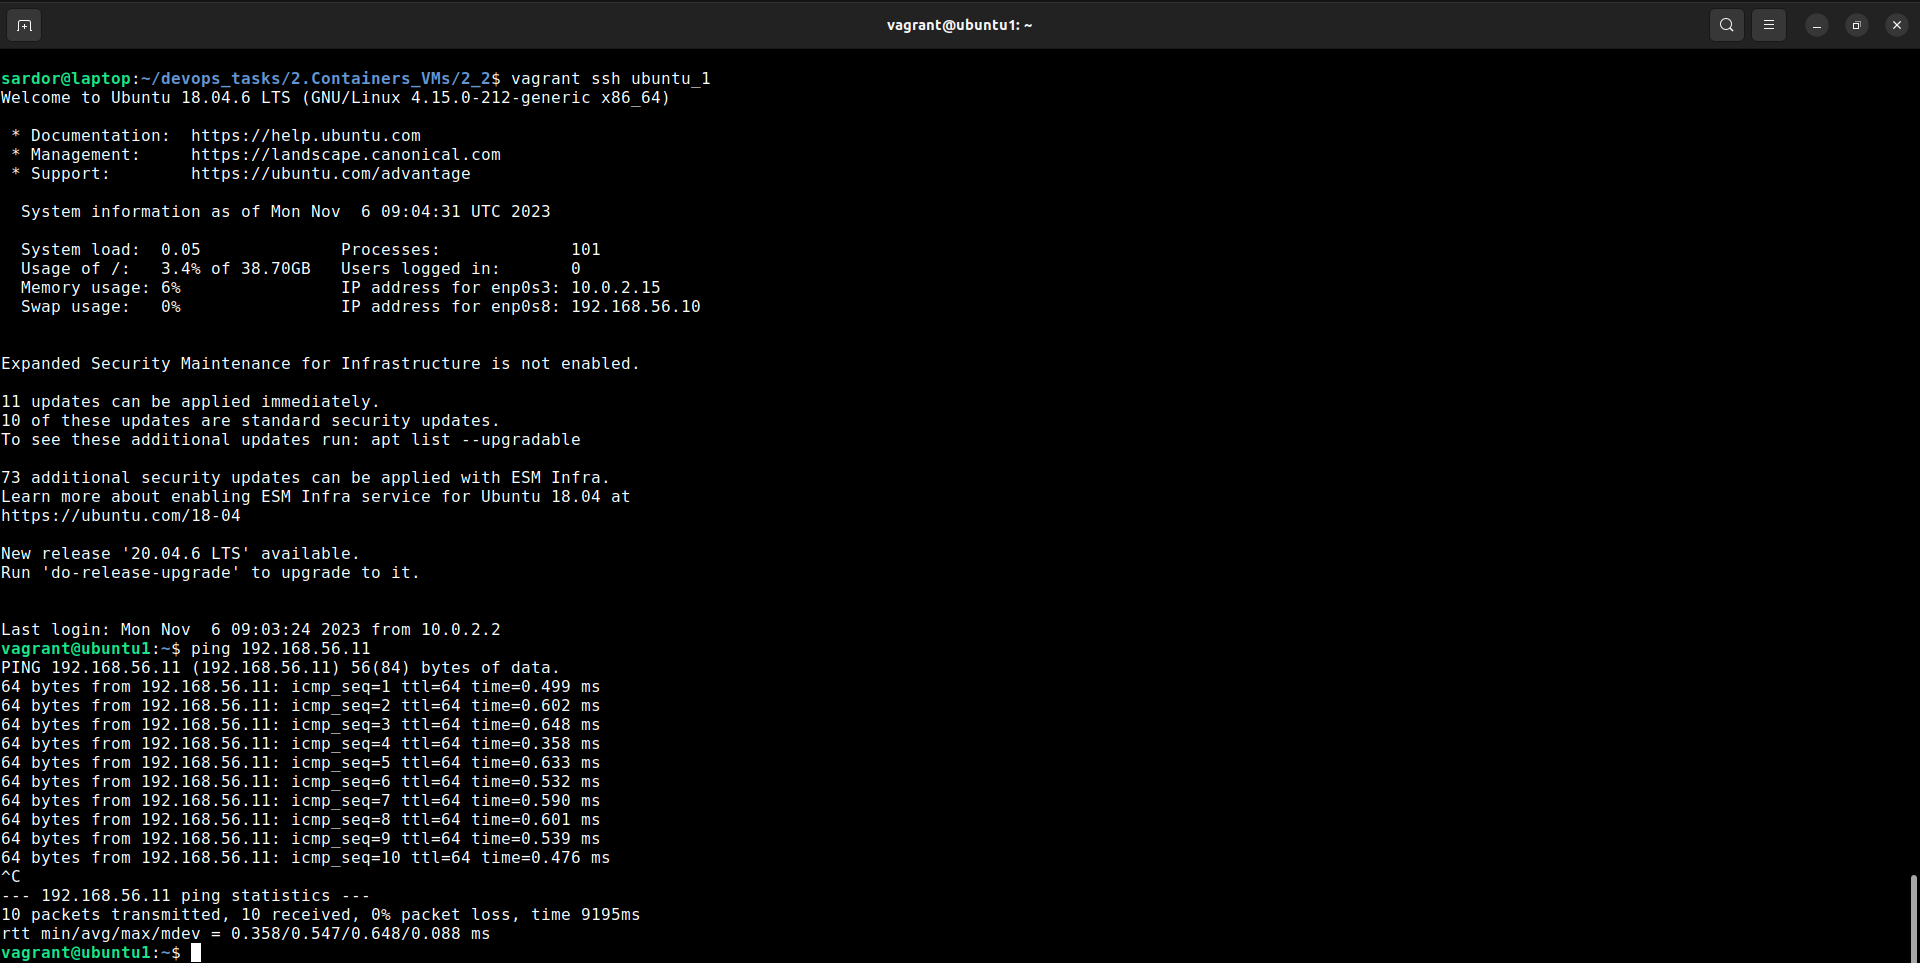 vagrant@ubuntu1: ~
sardor@laptop:~/devops_tasks/2.Containers_VMs/2_2$ vagrant ssh ubuntu_1
Welcome to Ubuntu 18.04.6 LTS (GNU/Linux 4.15.0-212-generic x86_64)

 * Documentation:  https://help.ubuntu.com
 * Management:     https://landscape.canonical.com
 * Support:        https://ubuntu.com/advantage

  System information as of Mon Nov  6 09:04:31 UTC 2023

  System load:  0.05              Processes:             101
  Usage of /:   3.4% of 38.70GB   Users logged in:       0
  Memory usage: 6%                IP address for enp0s3: 10.0.2.15
  Swap usage:   0%                IP address for enp0s8: 192.168.56.10

Expanded Security Maintenance for Infrastructure is not enabled.

11 updates can be applied immediately.
10 of these updates are standard security updates.
To see these additional updates run: apt list --upgradable

73 additional security updates can be applied with ESM Infra.
Learn more about enabling ESM Infra service for Ubuntu 18.04 at
https://ubuntu.com/18-04

New release '20.04.6 LTS' available.
Run 'do-release-upgrade' to upgrade to it.

Last login: Mon Nov  6 09:03:24 2023 from 10.0.2.2
vagrant@ubuntu1:~$ ping 192.168.56.11
PING 192.168.56.11 (192.168.56.11) 56(84) bytes of data.
64 bytes from 192.168.56.11: icmp_seq=1 ttl=64 time=0.499 ms
64 bytes from 192.168.56.11: icmp_seq=2 ttl=64 time=0.602 ms
64 bytes from 192.168.56.11: icmp_seq=3 ttl=64 time=0.648 ms
64 bytes from 192.168.56.11: icmp_seq=4 ttl=64 time=0.358 ms
64 bytes from 192.168.56.11: icmp_seq=5 ttl=64 time=0.633 ms
64 bytes from 192.168.56.11: icmp_seq=6 ttl=64 time=0.532 ms
64 bytes from 192.168.56.11: icmp_seq=7 ttl=64 time=0.590 ms
64 bytes from 192.168.56.11: icmp_seq=8 ttl=64 time=0.601 ms
64 bytes from 192.168.56.11: icmp_seq=9 ttl=64 time=0.539 ms
64 bytes from 192.168.56.11: icmp_seq=10 ttl=64 time=0.476 ms
^C
--- 192.168.56.11 ping statistics ---
10 packets transmitted, 10 received, 0% packet loss, time 9195ms
rtt min/avg/max/mdev = 0.358/0.547/0.648/0.088 ms
vagrant@ubuntu1:~$